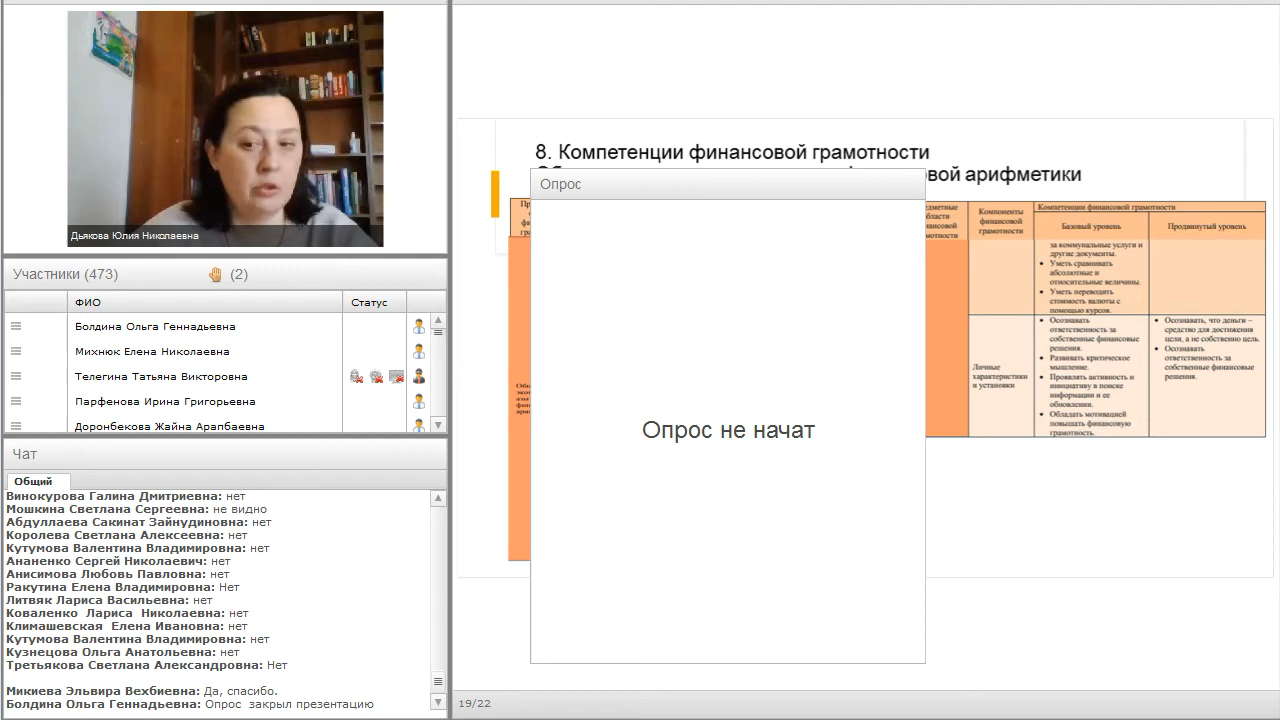 Дьякова Юлия Николаевна
Участники (473)
(2)
ФИО
Статус
Болдина Ольга Геннадьевна
Михнюк Елена Николаевна
Телегина Татьяна Викторовна
Парфенова Ирина Григорьевна
Доронбекова Жайна Арапбаевна
Чат
Общий
Винокурова Галина Дмитриевна: нет
Мошкина Светлана Сергеевна: не видно
Абдуллаева Сакинат Зайнудиновна: нет
Королева Светлана Алексеевна: нет
Кутумова Валентина Владимировна: нет
Ананенко Сергей Николаевич: нет
Анисимова Любовь Павловна: нет
Ракутина Елена Владимировна: Нет
Литвяк Лариса Васильевна: нет
Коваленко Лариса Николаевна: нет
Климашевская Елена Ивановна: нет
Кутумова Валентина Владимировна: нет
Кузнецова Ольга Анатольевна: нет
Третьякова Светлана Александровна: Нет
Микиева Эльвира Вехбиевна: Да, спасибо.
Болдина Ольга Геннадьевна: Опрос закрыл презентацию
8. Компетенции финансовой грамотности
арифметики
Опрос
Опрос не начат
Компоненты
финансовой
грамотности
Компетенции финансовой грамотности
Базовый уровень
Продвинутый уровень
за коммунальные услуги и
другие документы.
• Уметь сравнивать
абсолютные и
относительные величины.
• Уметь переводить
стоимость валюты с
помощью курсов.
Личные
характеристики
и установки
• Осознавать
ответственность за
собственные финансовые
решения.
• Развивать критическое
мышление.
• Проявлять активность и
инициативу в поиске
информации и ее
обновлении.
• Обладать мотивацией
повышать финансовую
грамотность.
• Осознавать, что деньги –
средство для достижения
цели, а не собственно цель.
• Осознавать
ответственность за
собственные финансовые
решения.
19/22